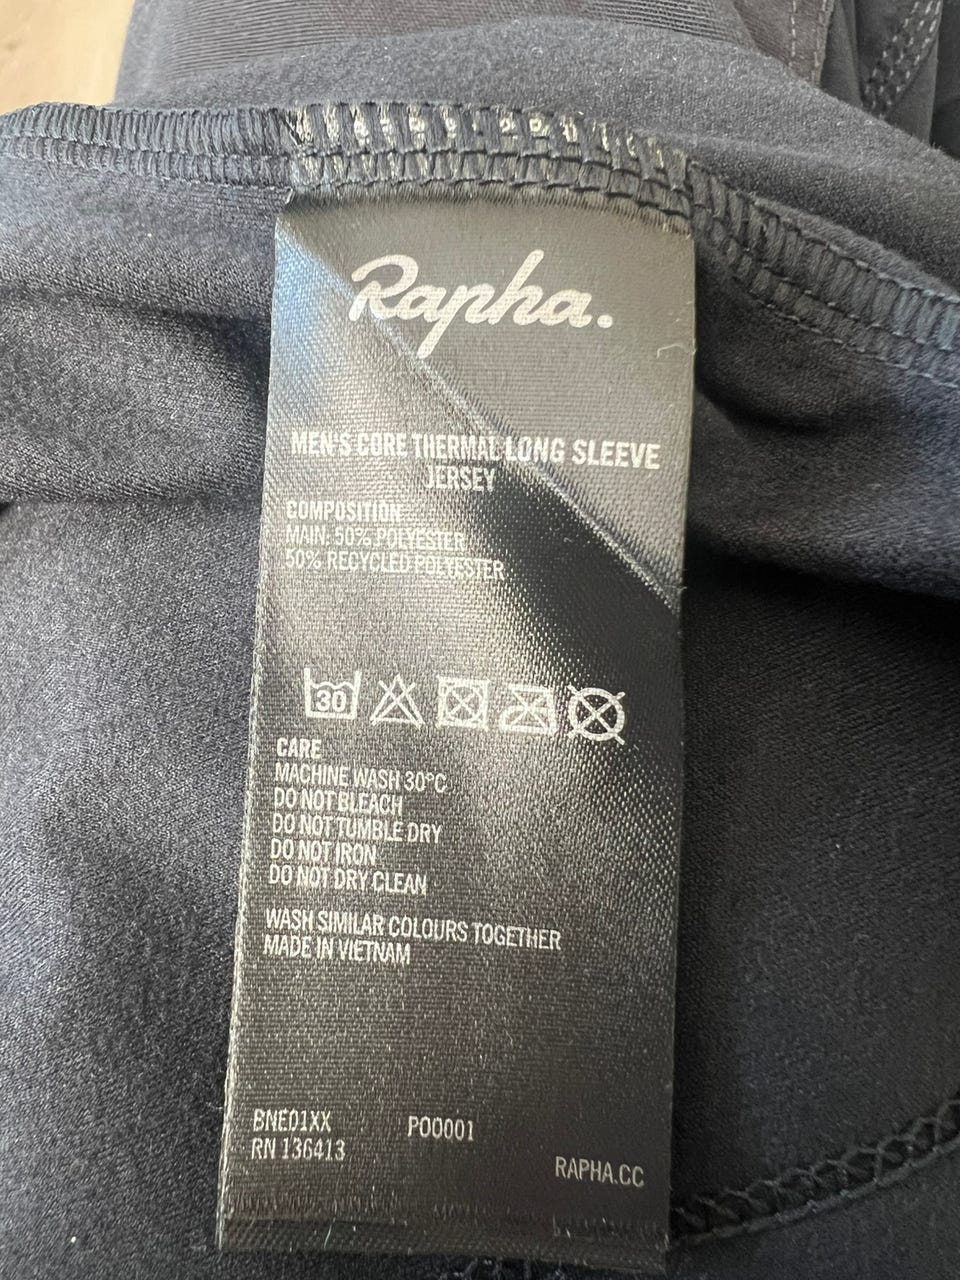 Rapha.
MEN'S CORE THERMAL LONG SLEEVE
JERSEY
COMPOSITION
MAIN: 50% POLYESTER
50% RECYCLED POLYESTER
30
CARE
MACHINE WASH 30°C
DO NOT BLEACH
DO NOT TUMBLE DRY
DO NOT IRON
DO NOT DRY CLEAN
WASH SIMILAR COLOURS TOGETHER
MADE IN VIETNAM
BNE01XX P00001
RN 136413
RAPHA.CC